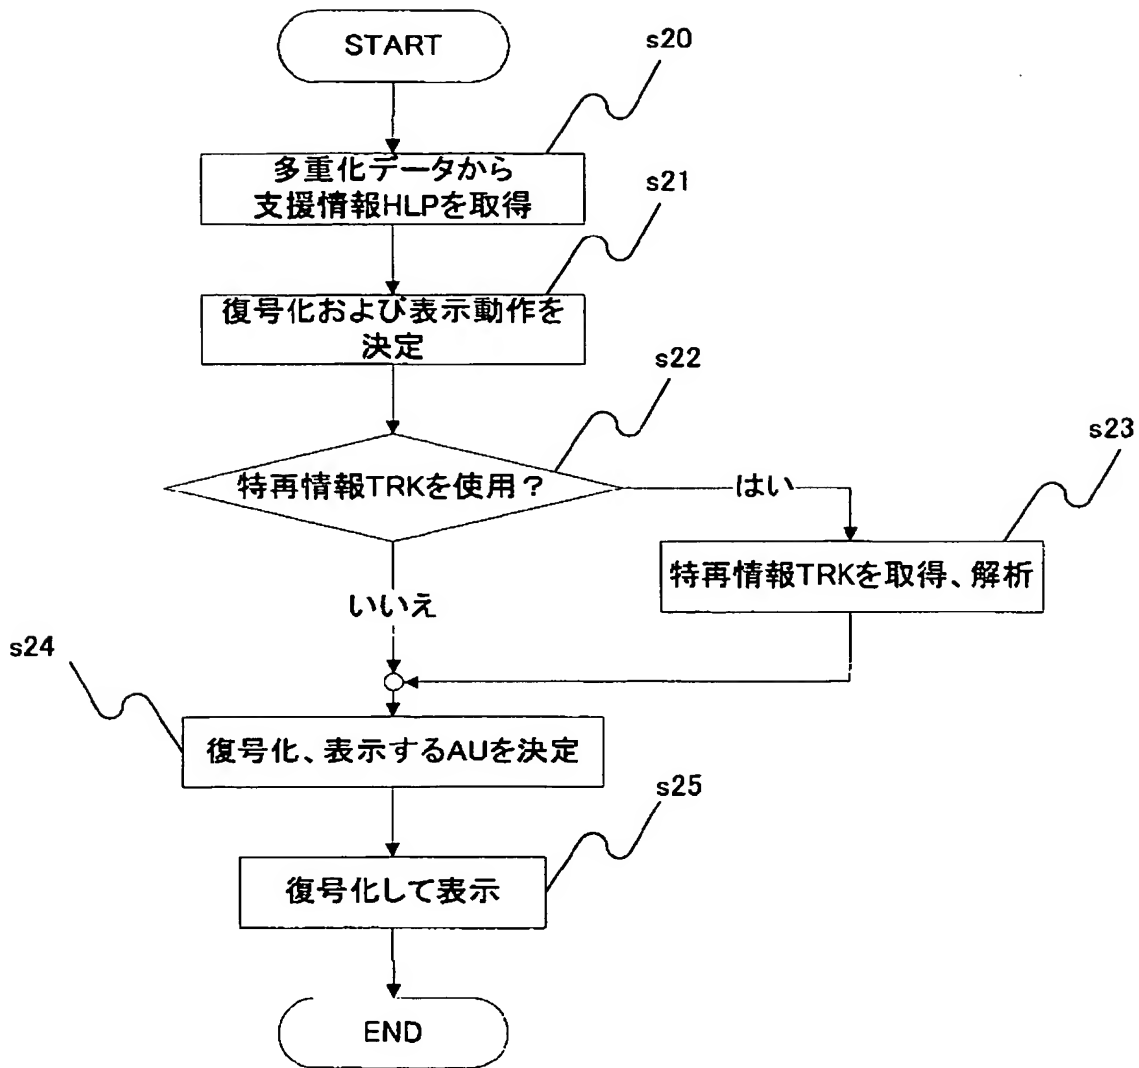 START
s20
多重化データから
支援情報HLPを取得
s21
復号化および表示動作を
決定
s22
特再情報TRKを使用？
はい
s23
特再情報TRKを取得、解析
いいえ
s24
復号化、表示するAUを決定
s25
復号化して表示
END